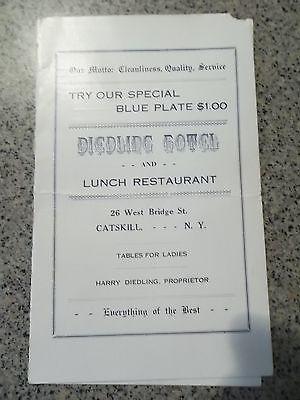 Our Motto: Cleanliness, Quality, Service
TRY OUR SPECIAL
BLUE PLATE $1.00
DIEDLING HOTEL
- - AND - -
LUNCH RESTAURANT
26 West Bridge St.
CATSKILL, - - - N. Y.
TABLES FOR LADIES
HARRY DIEDLING, PROPRIETOR
- - Everything of the Best - -